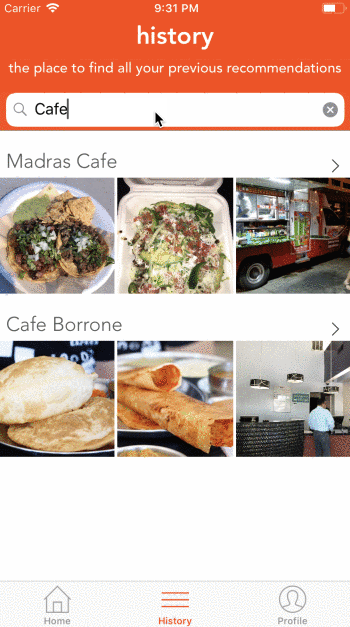 Carrier 9:31 PM
history
the place to find all your previous recommendations
Cafe
Madras Cafe
Cafe Borrone
Home History Profile